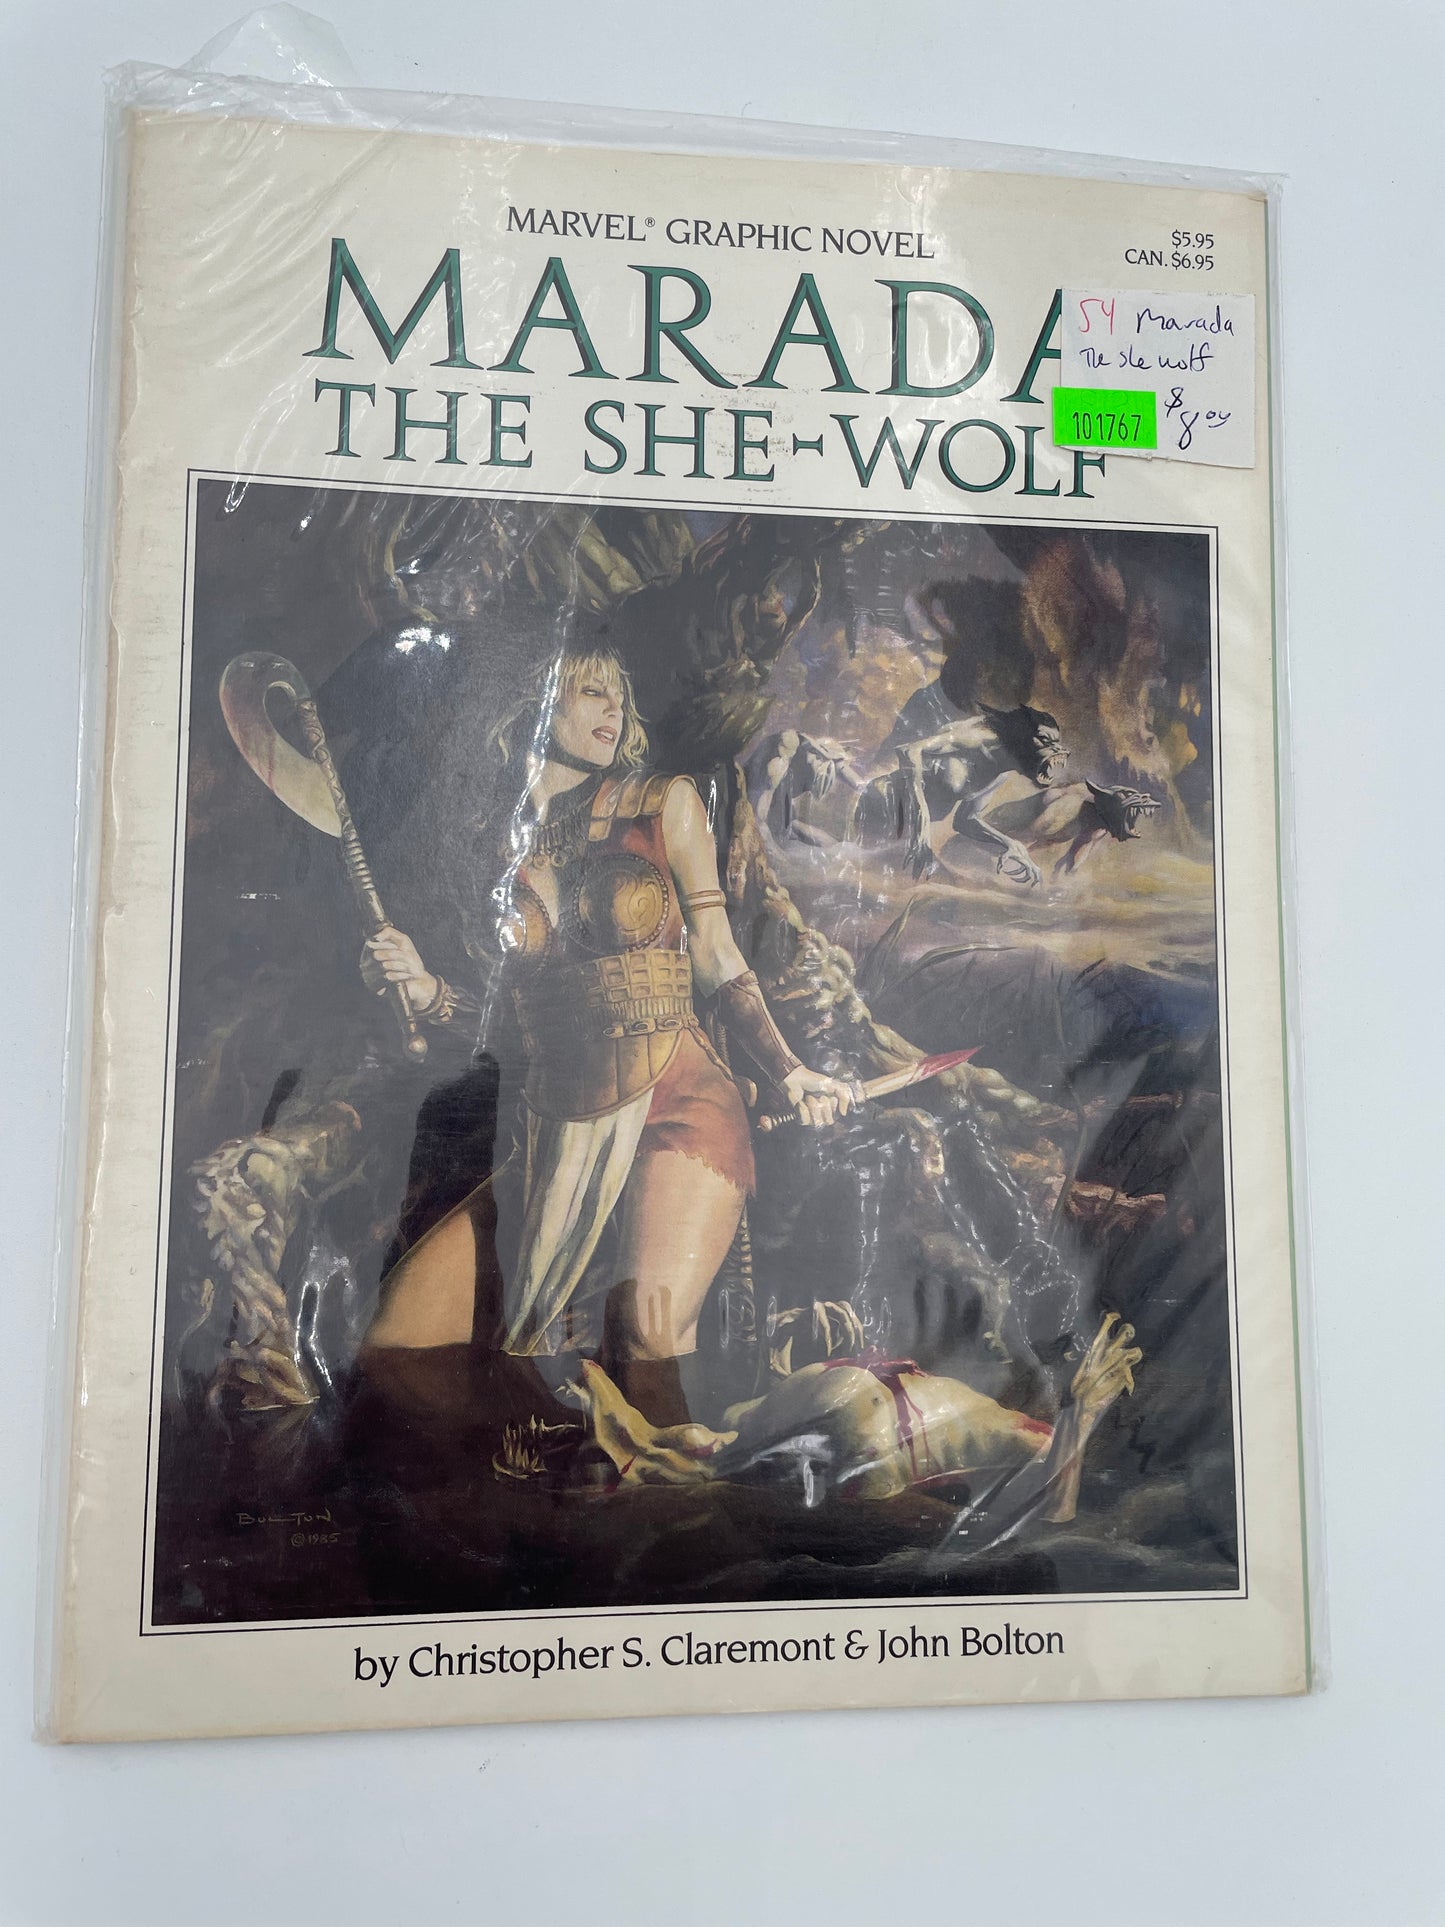 MARVEL® GRAPHIC NOVEL
$5.95
CAN. $6.95
MARADA
THE SHE-WOLF
54 Marada
The she wolf
101767
$8.00
BOLTON
©1985
by Christopher S. Claremont & John Bolton